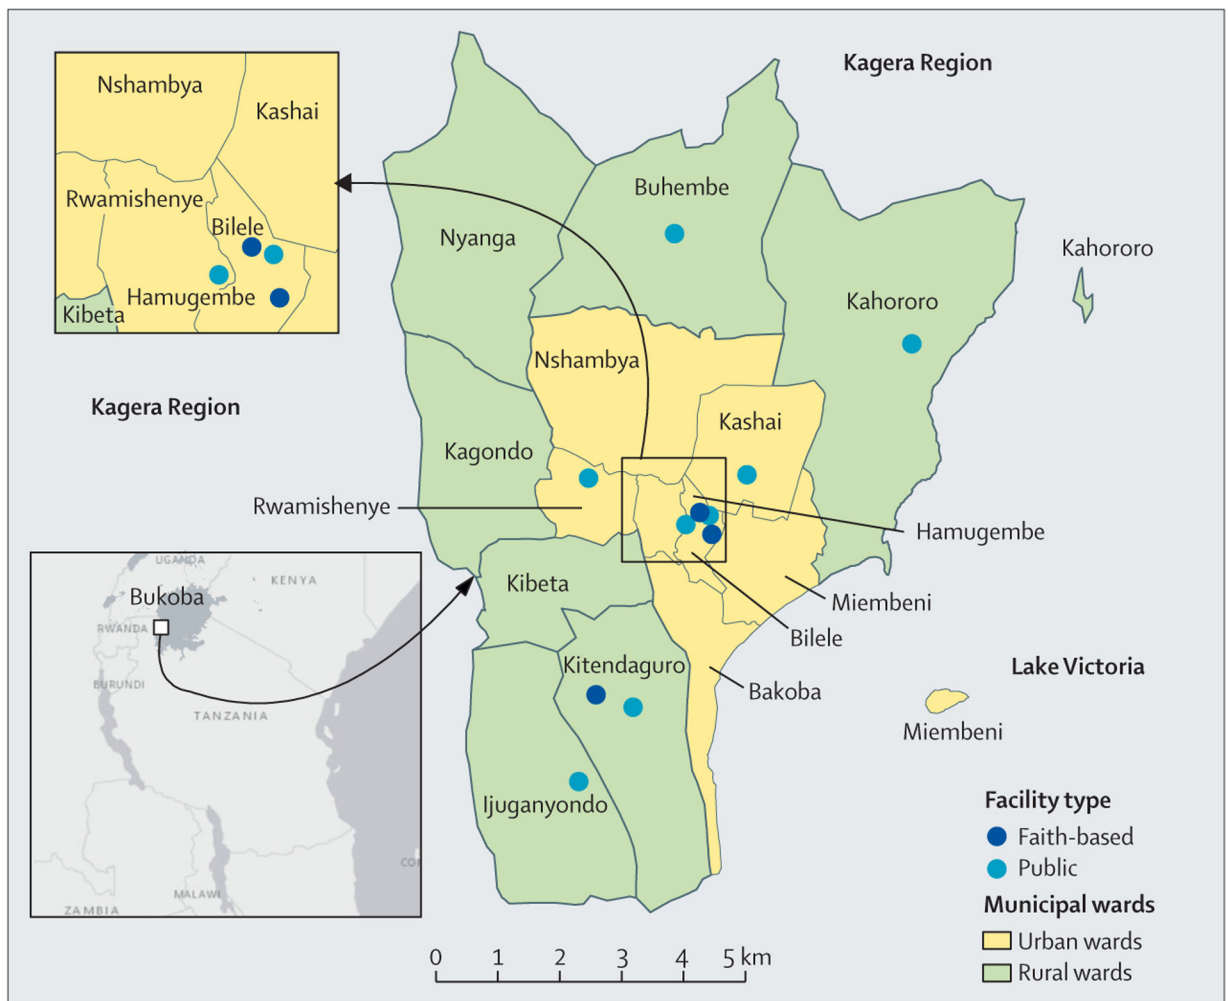 Kagera Region
Nshambya
Kashai
Rwamishenye
Bilele
Hamugembe
Kibeta
Buhembe
Nyanga
Kahororo
Kahororo
Nshambya
Kagera Region
Kashai
Kagondo
Rwamishenye
Hamugembe
Kibeta
Miembeni
Bilele
Kitendaguro
Bakoba
Lake Victoria
Miembeni
Ijuganyondo
UGANDA
KENYA
Bukoba
RWANDA
BURUNDI
TANZANIA
MALAWI
ZAMBIA
Facility type
Faith-based
Public
Municipal wards
Urban wards
Rural wards
0 1 2 3 4 5 km